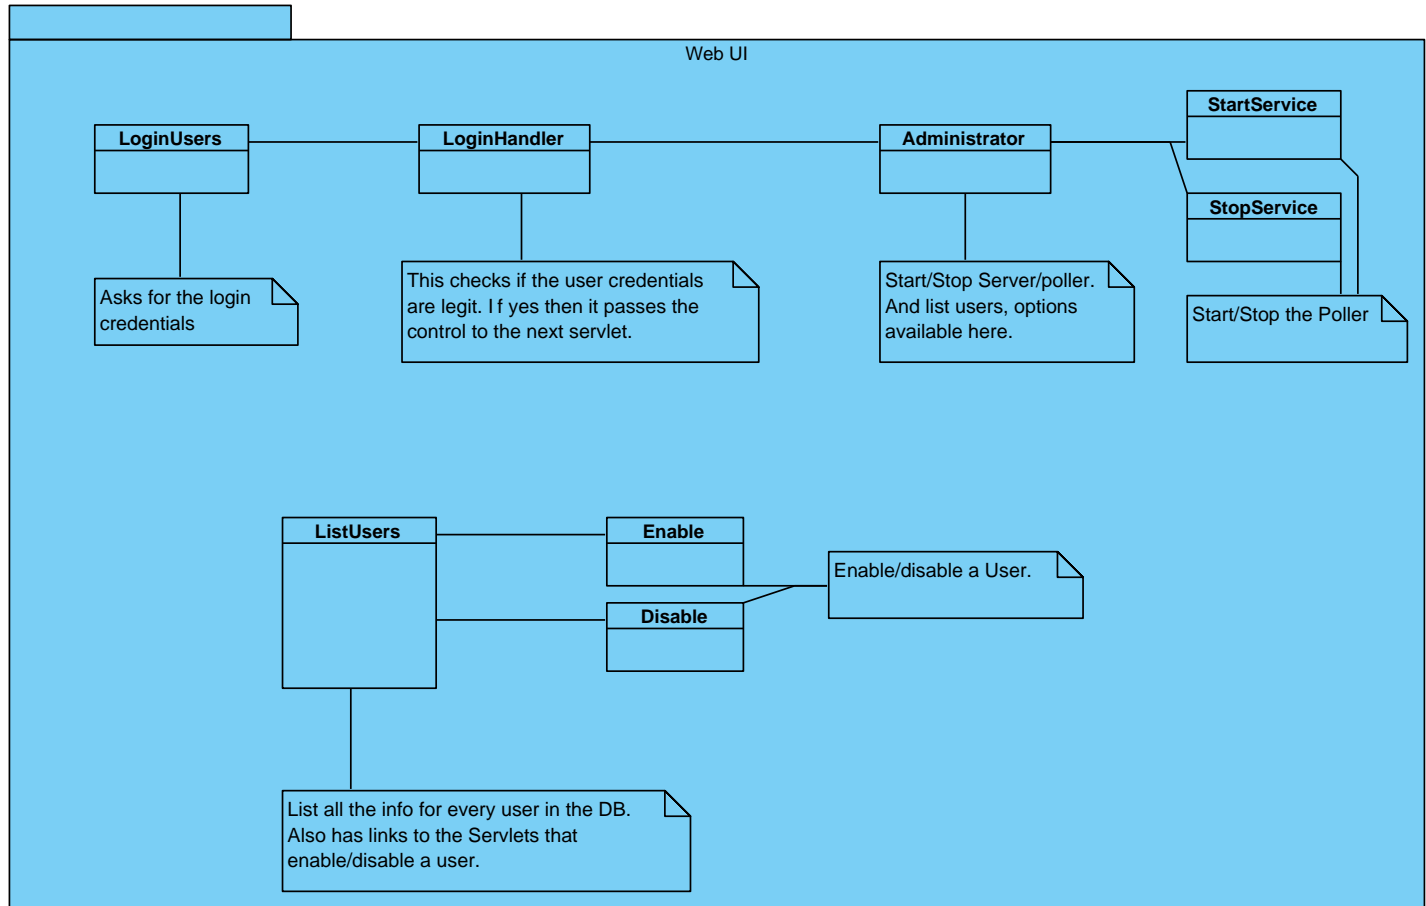 Web UI
LoginUsers
LoginHandler
Administrator
StartService
StopService
Asks for the login
credentials
This checks if the user credentials
are legit. I f yes then it passes the
control to the next servlet.
Start/Stop Server/poller.
And list users, options
available here.
Start/Stop the Poller
ListUsers
Enable
Disable
Enable/disable a User.
List all the info for every user in the DB.
Also has links to the Servlets that
enable/disable a user.